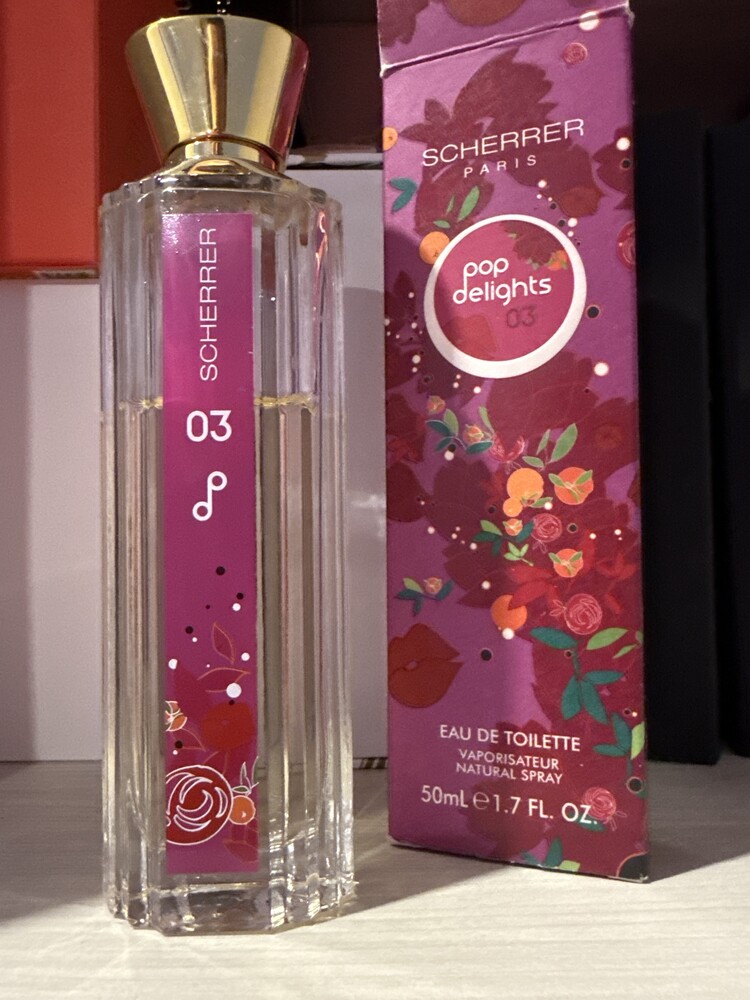 SCHERRER
03
SCHERRER
PARIS
pop
delights
03
EAU DE TOILETTE
VAPORISATEUR
NATURAL SPRAY
50mL ℮ 1.7 FL. OZ.